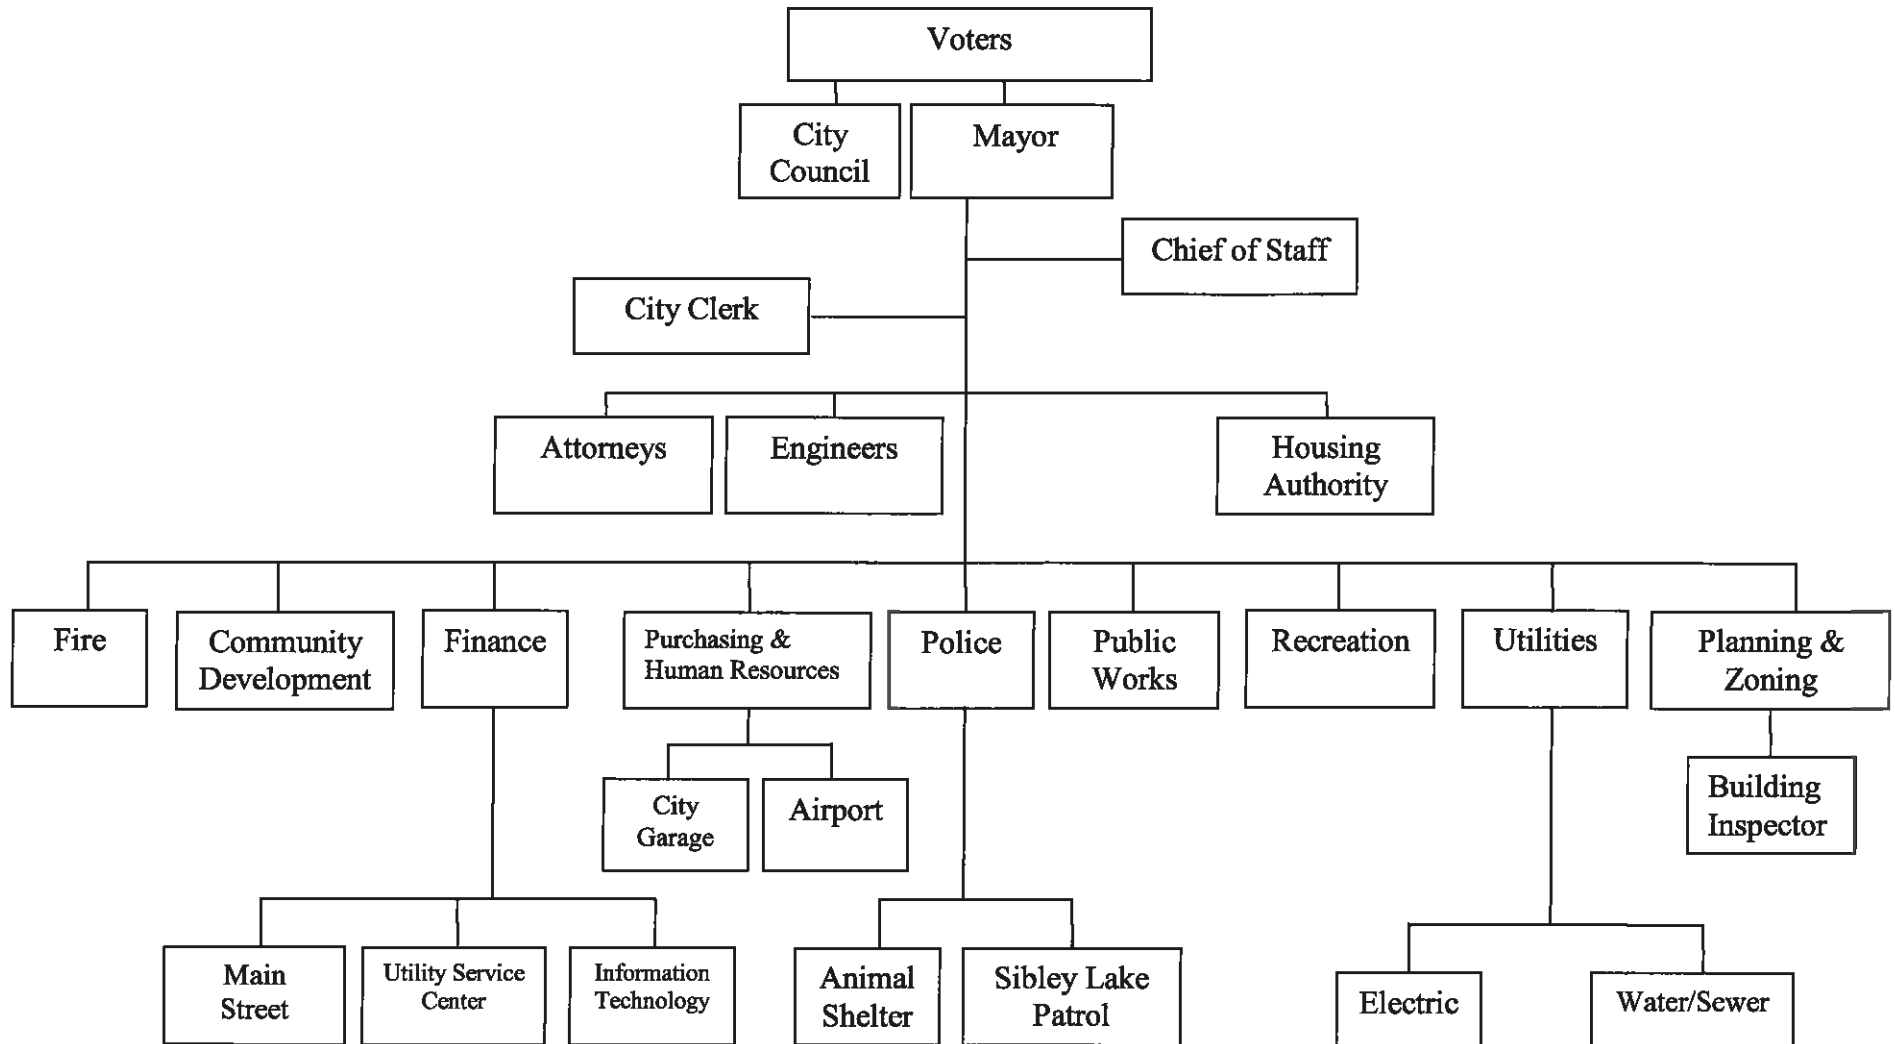 Voters
City
Council
Mayor
Chief of Staff
City Clerk
Attorneys
Engineers
Housing
Authority
Fire
Community
Development
Finance
Purchasing &
Human Resources
Police
Public
Works
Recreation
Utilities
Planning &
Zoning
City
Garage
Airport
Building
Inspector
Main
Street
Utility Service
Center
Information
Technology
Animal
Shelter
Sibley Lake
Patrol
Electric
Water/Sewer